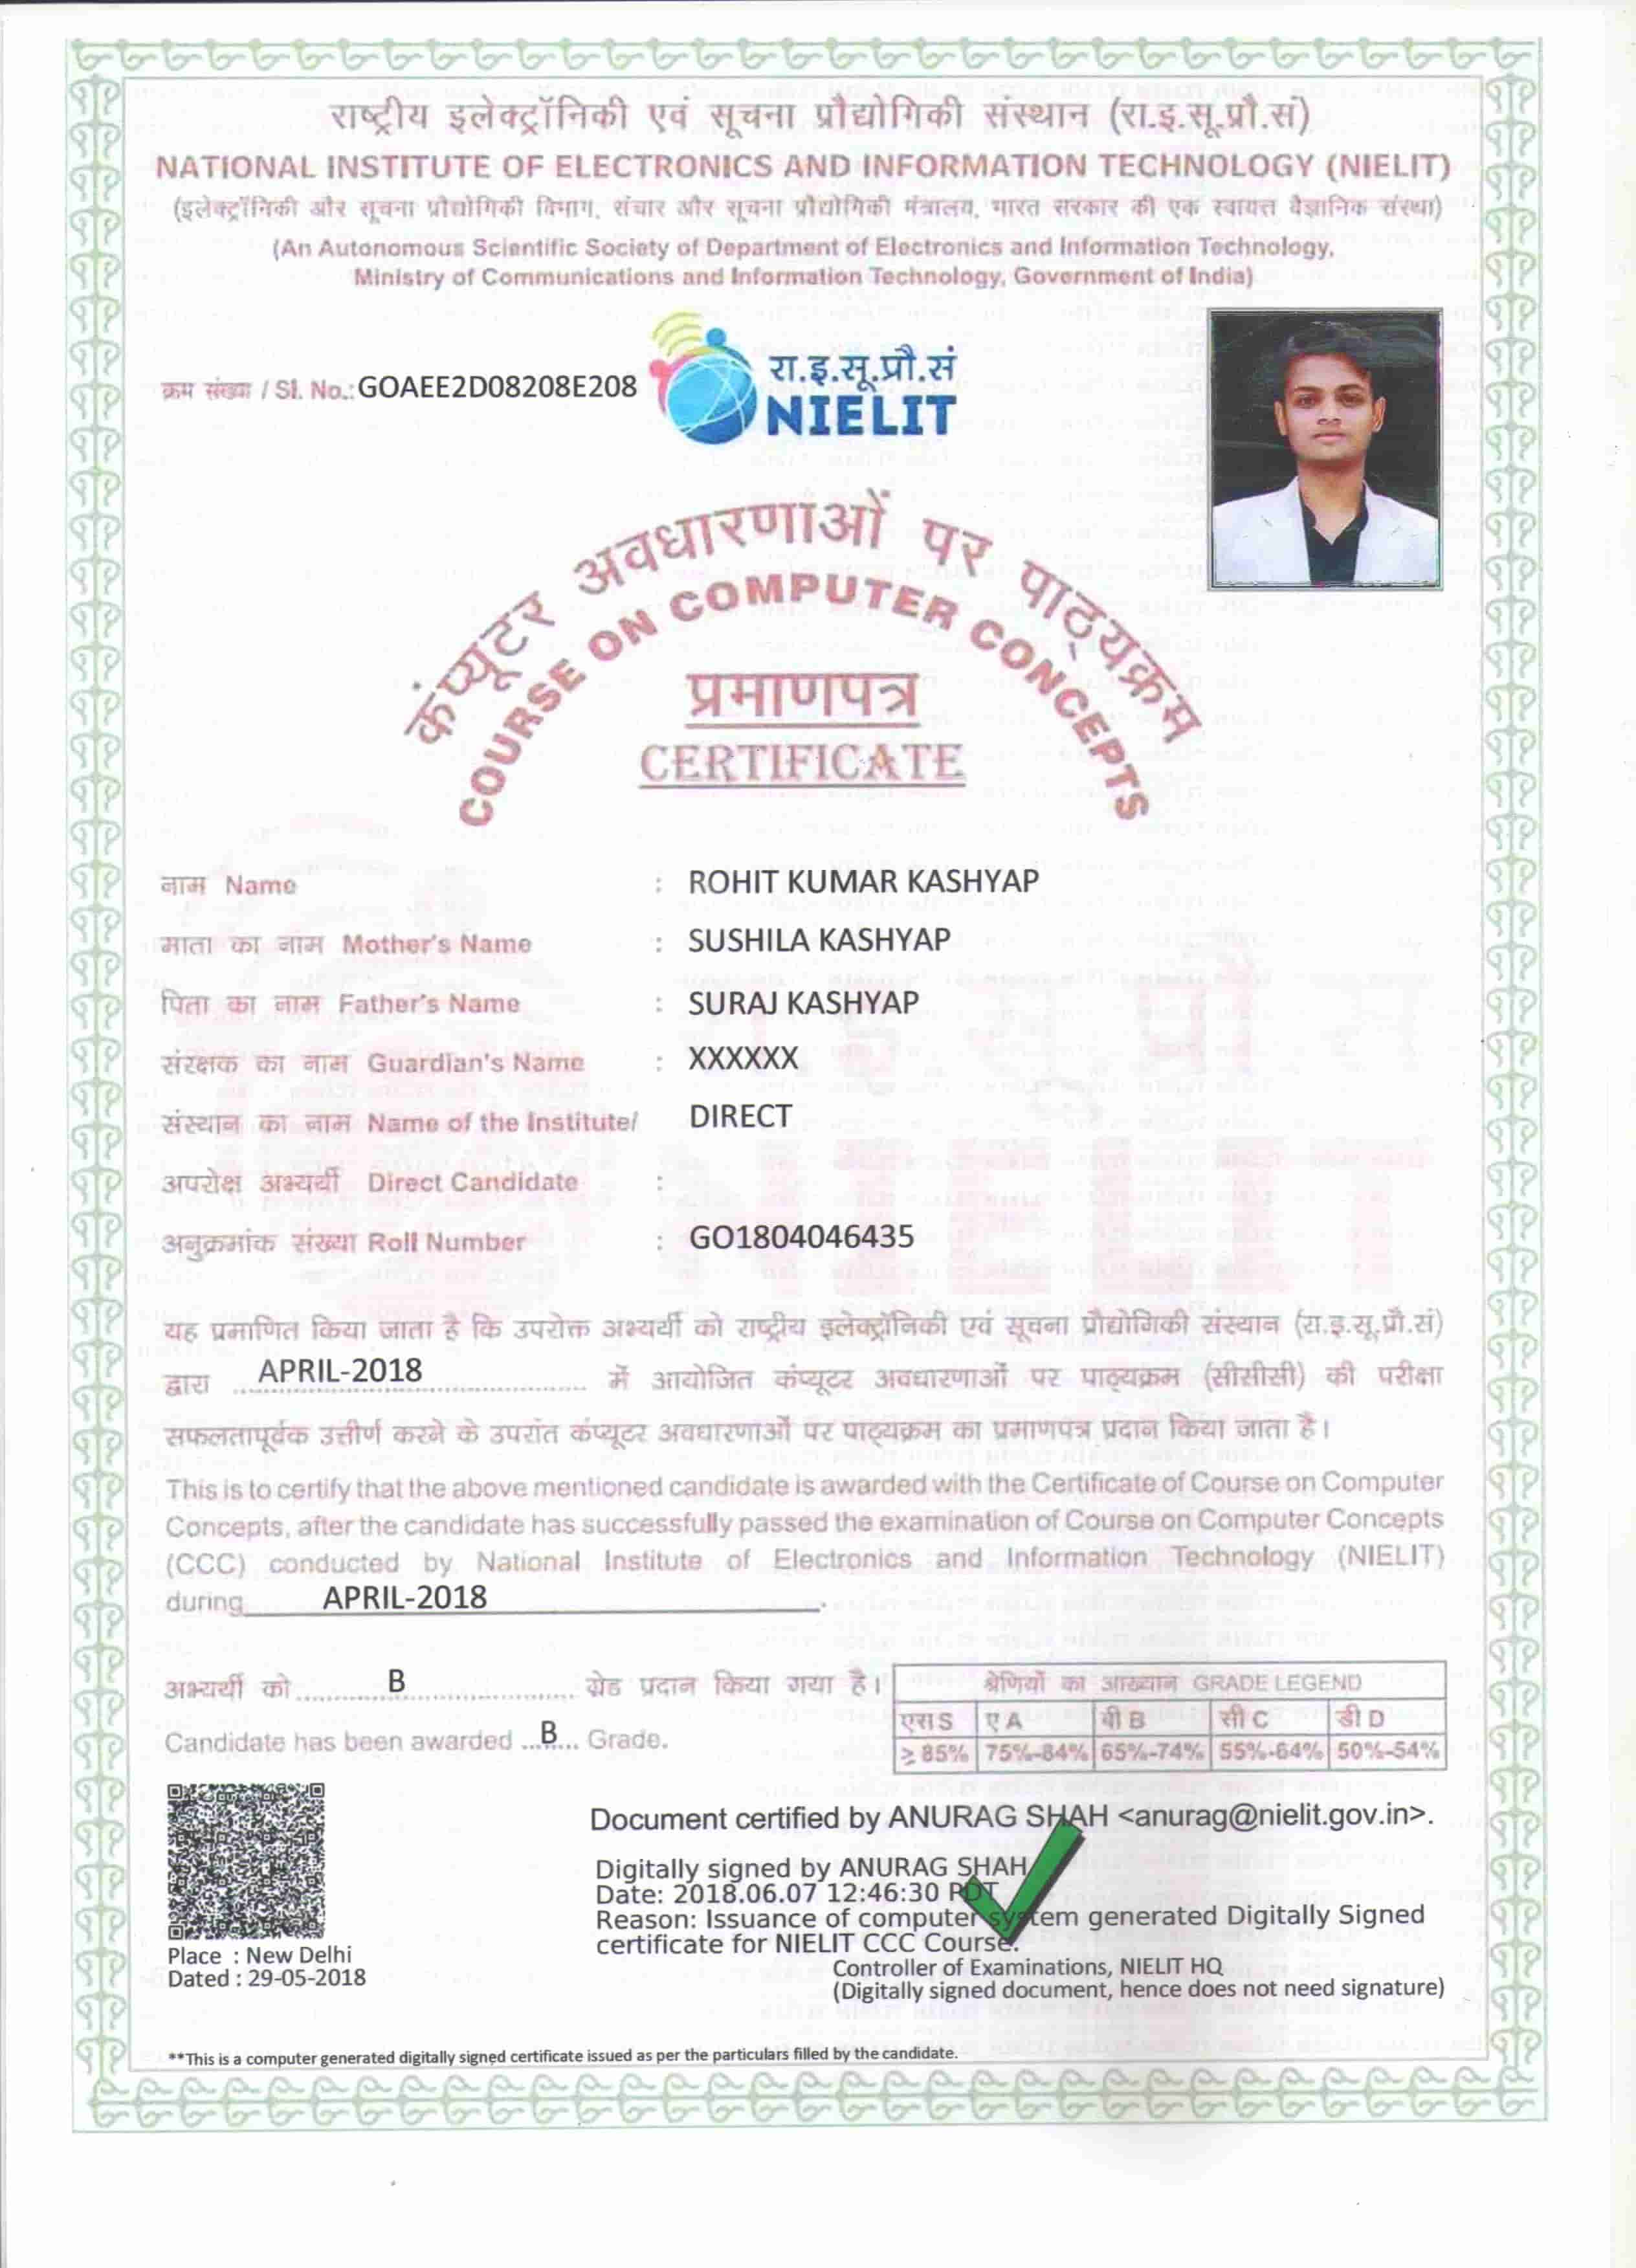 राष्ट्रीय इलेक्ट्रॉनिकी एवं सूचना प्रौद्योगिकी संस्थान (रा.इ.सू.प्रौ.सं)
NATIONAL INSTITUTE OF ELECTRONICS AND INFORMATION TECHNOLOGY (NIELIT)
(इलेक्ट्रॉनिकी और सूचना प्रौद्योगिकी विभाग, संचार और सूचना प्रौद्योगिकी मंत्रालय, भारत सरकार की एक स्वायत्त वैज्ञानिक संस्था)
(An Autonomous Scientific Society of Department of Electronics and Information Technology,
Ministry of Communications and Information Technology, Government of India)
क्रम संख्या / Sl. No.: GOAEE2D08208E208
रा.इ.सू.प्रौ.सं
NIELIT
कंप्यूटर अवधारणाओं पर पाठ्यक्रम
COURSE ON COMPUTER CONCEPTS
प्रमाणपत्र
CERTIFICATE
नाम Name : ROHIT KUMAR KASHYAP
माता का नाम Mother's Name : SUSHILA KASHYAP
पिता का नाम Father's Name : SURAJ KASHYAP
संरक्षक का नाम Guardian's Name : XXXXXX
संस्थान का नाम Name of the Institute/ DIRECT
अपरोक्ष अभ्यर्थी Direct Candidate :
अनुक्रमांक संख्या Roll Number : GO1804046435
यह प्रमाणित किया जाता है कि उपरोक्त अभ्यर्थी को राष्ट्रीय इलेक्ट्रॉनिकी एवं सूचना प्रौद्योगिकी संस्थान (रा.इ.सू.प्रौ.सं)
द्वारा APRIL-2018 में आयोजित कंप्यूटर अवधारणाओं पर पाठ्यक्रम (सीसीसी) की परीक्षा
सफलतापूर्वक उत्तीर्ण करने के उपरांत कंप्यूटर अवधारणाओं पर पाठ्यक्रम का प्रमाणपत्र प्रदान किया जाता है।
This is to certify that the above mentioned candidate is awarded with the Certificate of Course on Computer
Concepts, after the candidate has successfully passed the examination of Course on Computer Concepts
(CCC) conducted by National Institute of Electronics and Information Technology (NIELIT)
during APRIL-2018.
अभ्यर्थी को B ग्रेड प्रदान किया गया है।
Candidate has been awarded ...B... Grade.
श्रेणियों का आख्यान GRADE LEGEND
एस S ए A बी B सी C डी D
≥ 85% 75%-84% 65%-74% 55%-64% 50%-54%
Document certified by ANURAG SHAH <anurag@nielit.gov.in>.
Digitally signed by ANURAG SHAH
Date: 2018.06.07 12:46:30 PDT
Reason: Issuance of computer system generated Digitally Signed
certificate for NIELIT CCC Course.
Controller of Examinations, NIELIT HQ
(Digitally signed document, hence does not need signature)
Place : New Delhi
Dated : 29-05-2018
**This is a computer generated digitally signed certificate issued as per the particulars filled by the candidate.